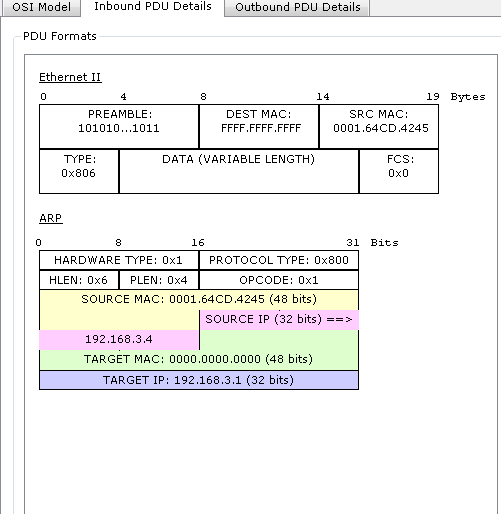 OSI Model Inbound PDU Details Outbound PDU Details
PDU Formats
Ethernet II
0 4 8 14 19 Bytes
PREAMBLE: DEST MAC: SRC MAC:
101010...1011 FFFF.FFFF.FFFF 0001.64CD.4245
TYPE: DATA (VARIABLE LENGTH) FCS:
0x806 0x0
ARP
0 8 16 31 Bits
HARDWARE TYPE: 0x1 PROTOCOL TYPE: 0x800
HLEN: 0x6 PLEN: 0x4 OPCODE: 0x1
SOURCE MAC: 0001.64CD.4245 (48 bits)
SOURCE IP (32 bits) ==>
192.168.3.4
TARGET MAC: 0000.0000.0000 (48 bits)
TARGET IP: 192.168.3.1 (32 bits)